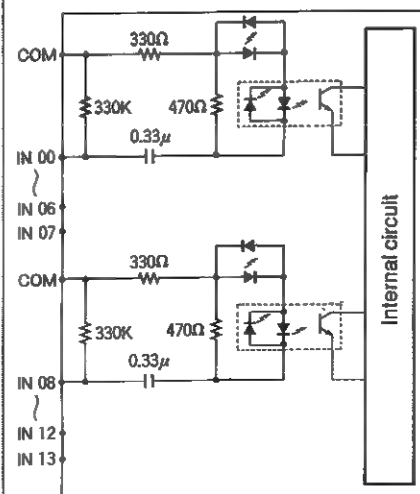 330Ω
COM
330K
470Ω
0.33μ
IN 00
IN 06
IN 07
330Ω
COM
330K
470Ω
0.33μ
IN 08
IN 12
IN 13
Internal circuit